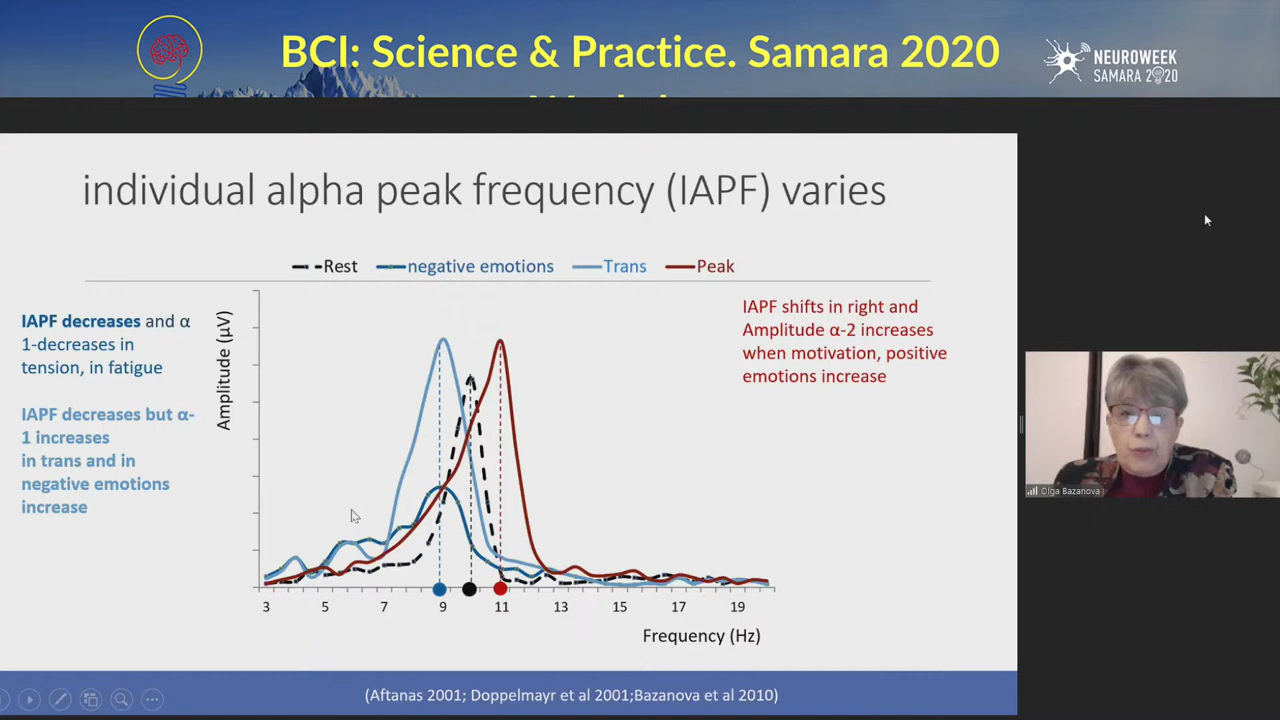 BCI: Science & Practice. Samara 2020
NEUROWEEK
SAMARA 2020
individual alpha peak frequency (IAPF) varies
Rest negative emotions Trans Peak
IAPF decreases and α
1-decreases in
tension, in fatigue
IAPF decreases but α-
1 increases
in trans and in
negative emotions
increase
Amplitude (μV)
IAPF shifts in right and
Amplitude α-2 increases
when motivation, positive
emotions increase
3 5 7 9 11 13 15 17 19
Frequency (Hz)
(Aftanas 2001; Doppelmayr et al 2001;Bazanova et al 2010)
Olga Bazanova